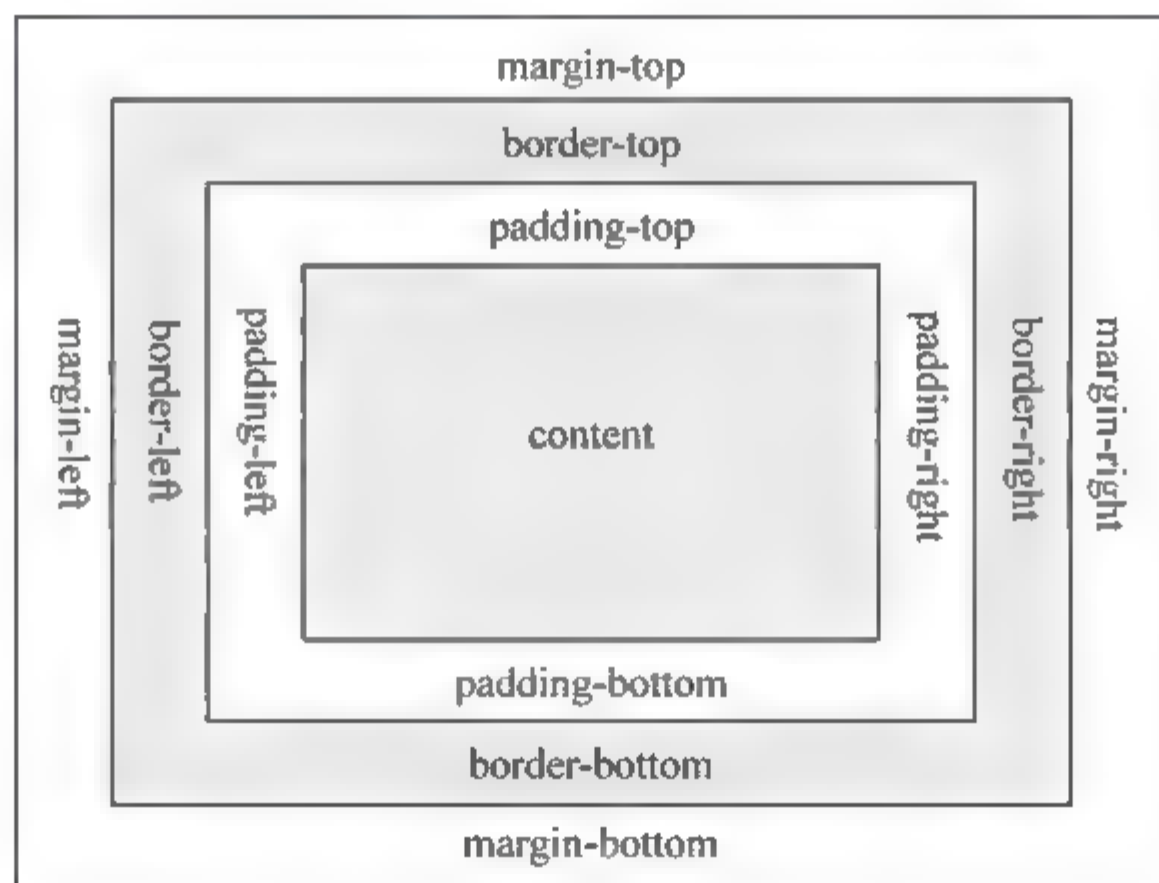 margin-top
border-top
padding-top
margin-left
border-left
padding-left
content
padding-right
border-right
margin-right
padding-bottom
border-bottom
margin-bottom